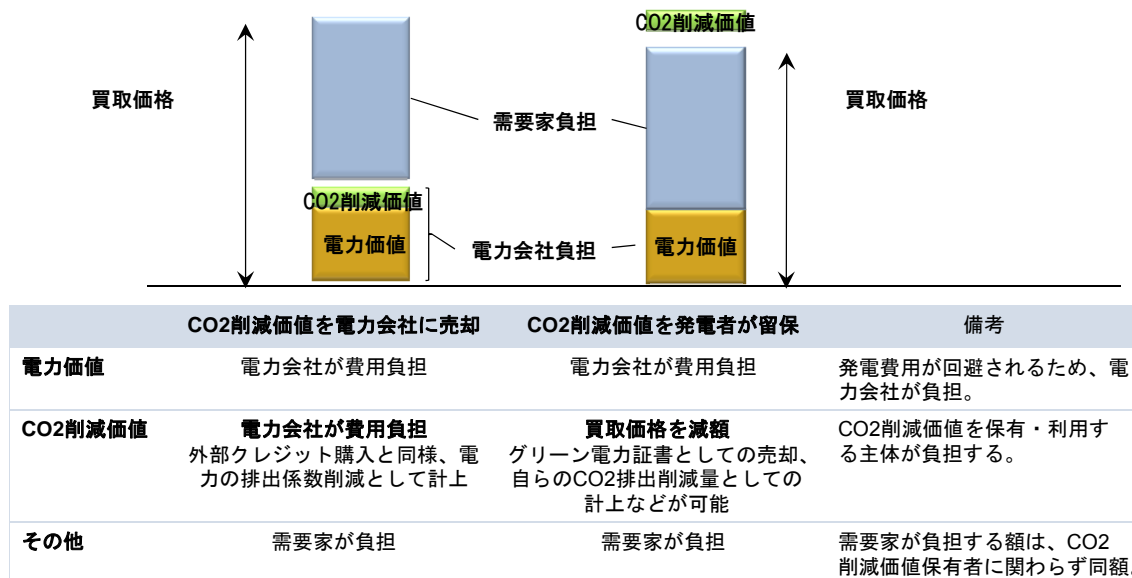 CO2削減価値
買取価格
買取価格
需要家負担
CO2削減価値
電力価値
電力会社負担
電力価値
CO2削減価値を電力会社に売却
CO2削減価値を発電者が留保
備考
電力価値
電力会社が費用負担
電力会社が費用負担
発電費用が回避されるため、電
力会社が負担。
CO2削減価値
電力会社が費用負担
外部クレジット購入と同様、電
力の排出係数削減として計上
買取価格を減額
グリーン電力証書としての売却、
自らのCO2排出削減量としての
計上などが可能
CO2削減価値を保有・利用す
る主体が負担する。
その他
需要家が負担
需要家が負担
需要家が負担する額は、CO2
削減価値保有者に関わらず同額。